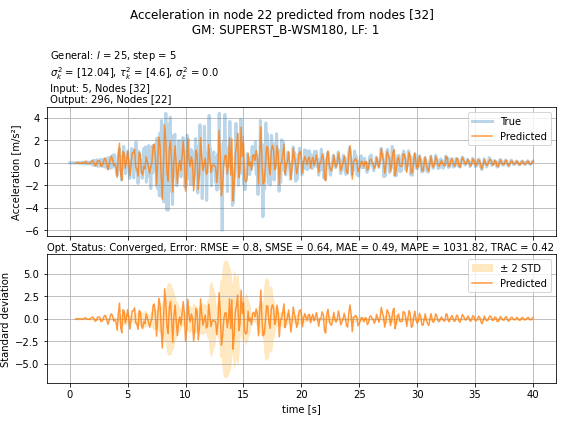 Acceleration in node 22 predicted from nodes [32]
GM: SUPERST_B-WSM180, LF: 1
General: l = 25, step = 5
σ²ₖ = [12.04], τ²ₖ = [4.6], σ²ₛ = 0.0
Input: 5, Nodes [32]
Output: 296, Nodes [22]
Acceleration [m/s²]
4
2
0
−2
−4
−6
True
Predicted
Opt. Status: Converged, Error: RMSE = 0.8, SMSE = 0.64, MAE = 0.49, MAPE = 1031.82, TRAC = 0.42
Standard deviation
5.0
2.5
0.0
−2.5
−5.0
± 2 STD
Predicted
0 5 10 15 20 25 30 35 40
time [s]